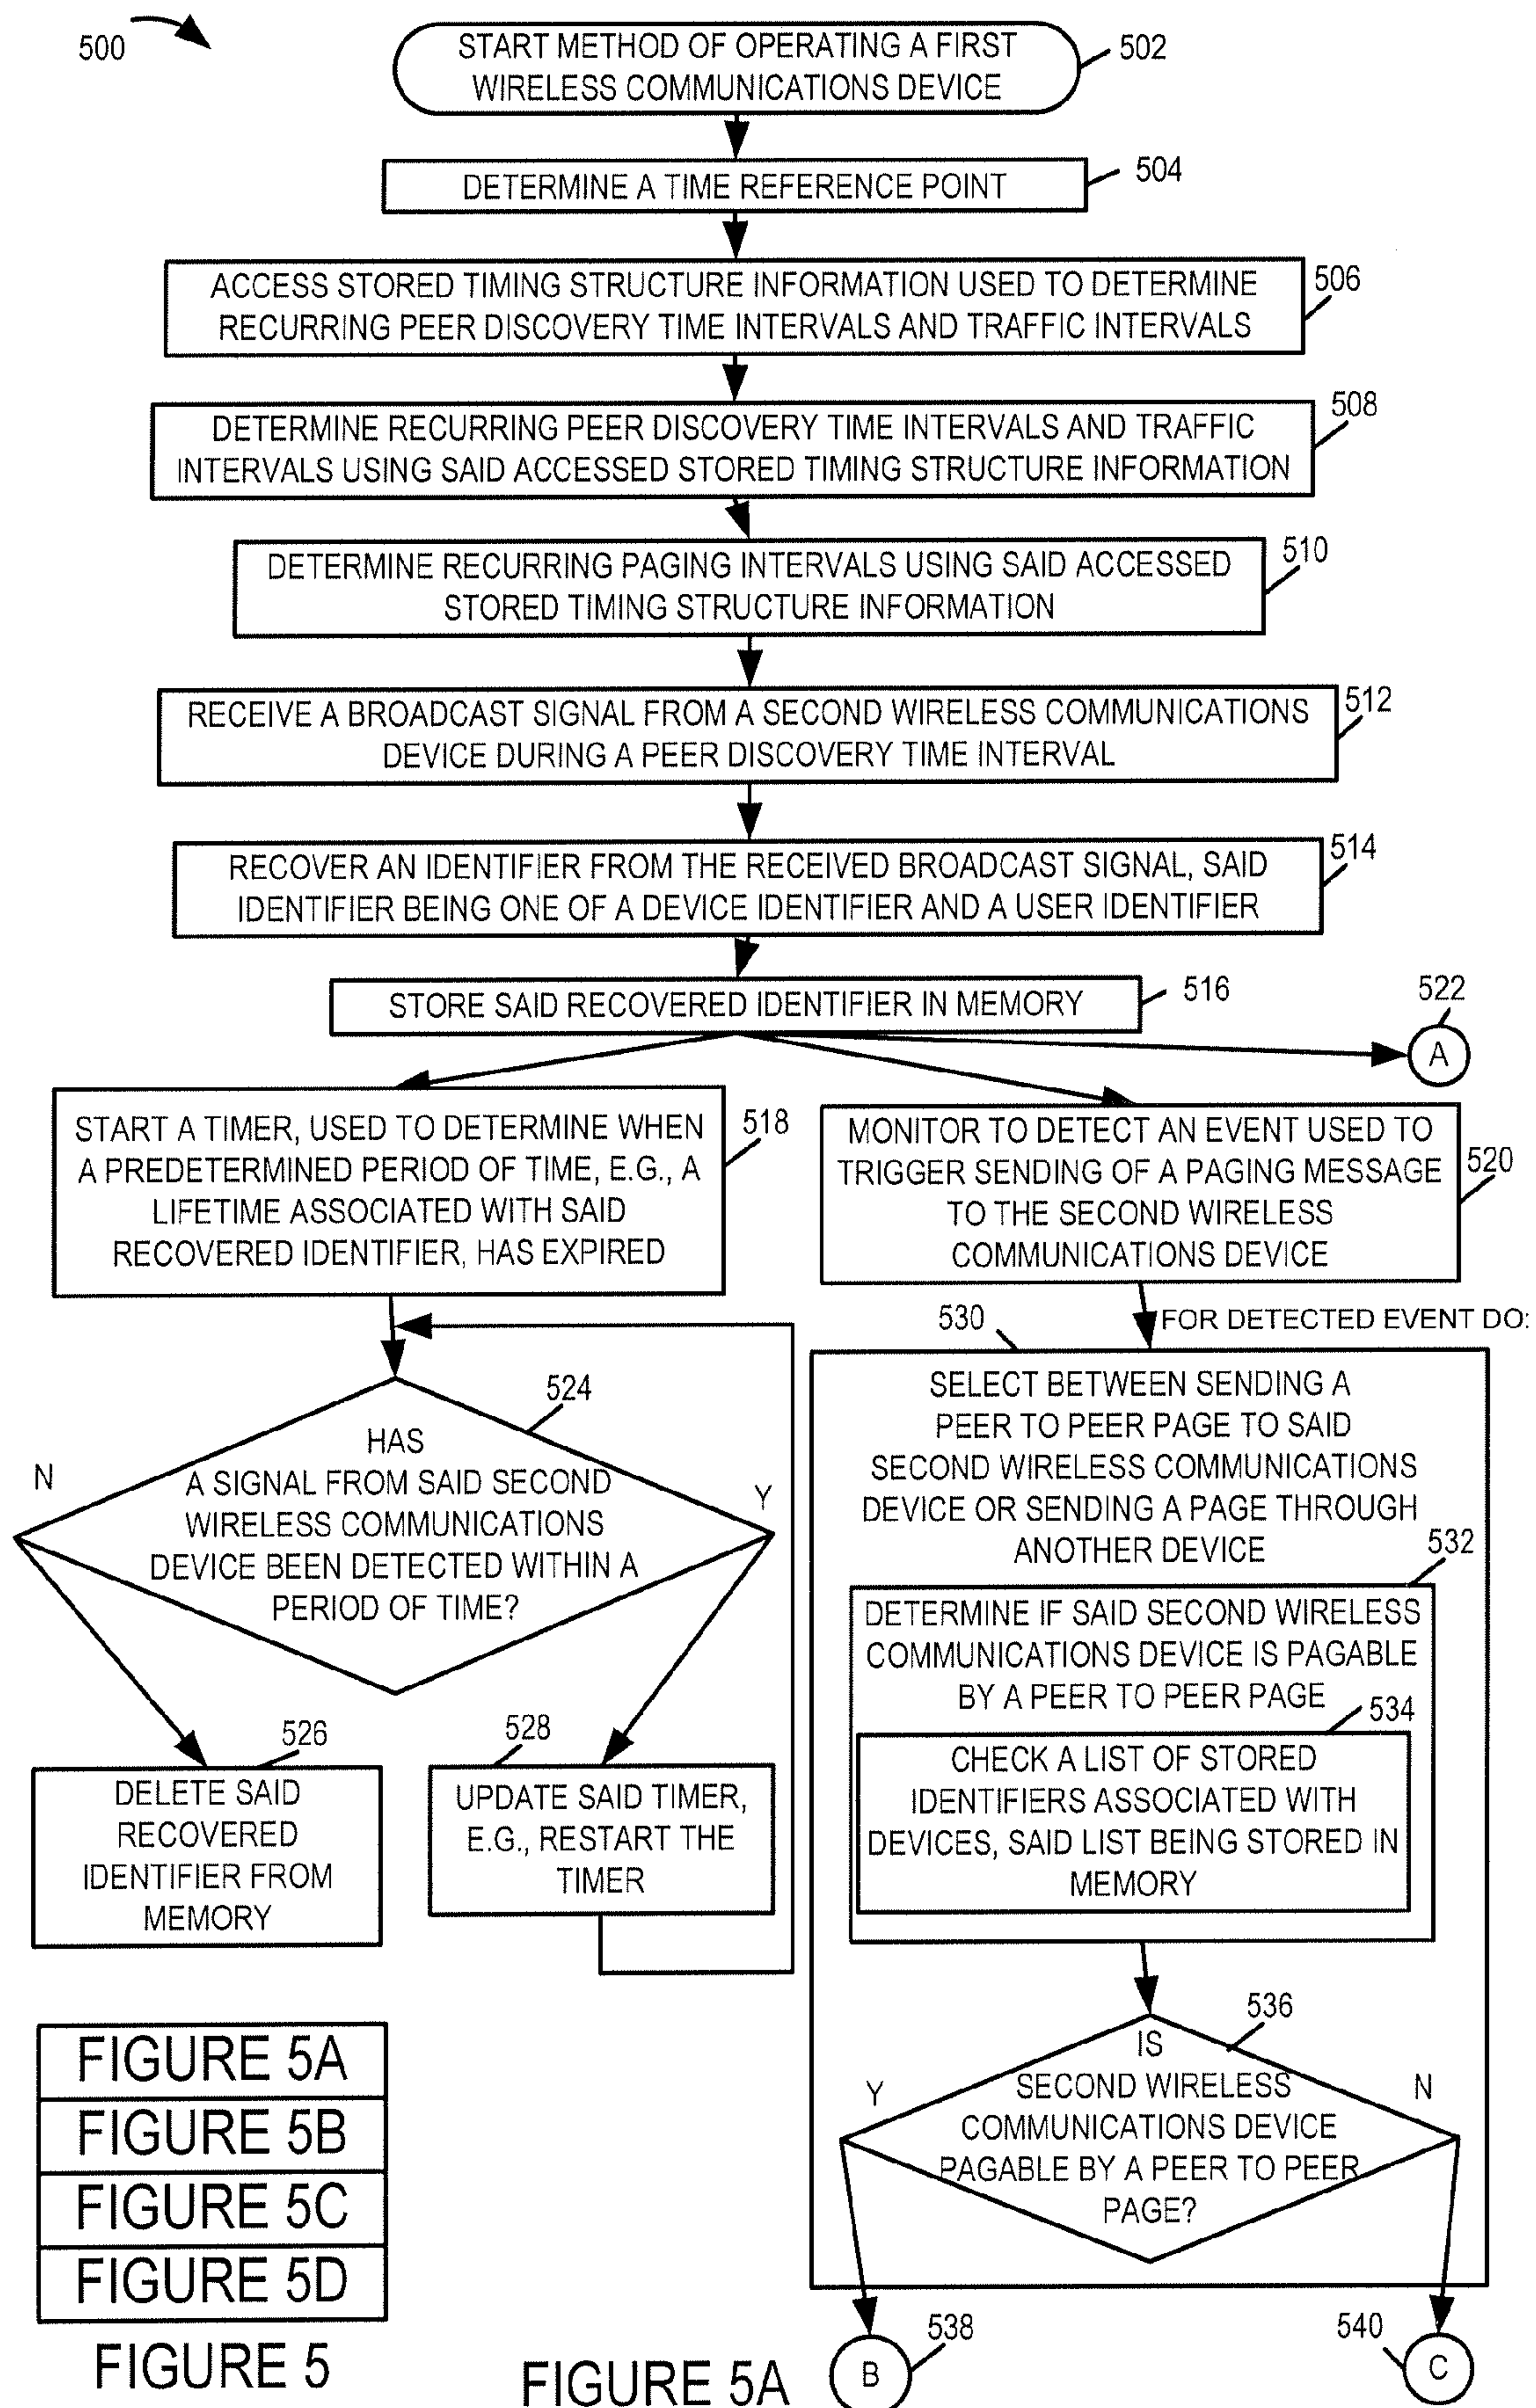 500
START METHOD OF OPERATING A FIRST
WIRELESS COMMUNICATIONS DEVICE
502
DETERMINE A TIME REFERENCE POINT
504
ACCESS STORED TIMING STRUCTURE INFORMATION USED TO DETERMINE
RECURRING PEER DISCOVERY TIME INTERVALS AND TRAFFIC INTERVALS
506
DETERMINE RECURRING PEER DISCOVERY TIME INTERVALS AND TRAFFIC
INTERVALS USING SAID ACCESSED STORED TIMING STRUCTURE INFORMATION
508
DETERMINE RECURRING PAGING INTERVALS USING SAID ACCESSED
STORED TIMING STRUCTURE INFORMATION
510
RECEIVE A BROADCAST SIGNAL FROM A SECOND WIRELESS COMMUNICATIONS
DEVICE DURING A PEER DISCOVERY TIME INTERVAL
512
RECOVER AN IDENTIFIER FROM THE RECEIVED BROADCAST SIGNAL, SAID
IDENTIFIER BEING ONE OF A DEVICE IDENTIFIER AND A USER IDENTIFIER
514
STORE SAID RECOVERED IDENTIFIER IN MEMORY
516
522
A
START A TIMER, USED TO DETERMINE WHEN
A PREDETERMINED PERIOD OF TIME, E.G., A
LIFETIME ASSOCIATED WITH SAID
RECOVERED IDENTIFIER, HAS EXPIRED
518
MONITOR TO DETECT AN EVENT USED TO
TRIGGER SENDING OF A PAGING MESSAGE
TO THE SECOND WIRELESS
COMMUNICATIONS DEVICE
520
FOR DETECTED EVENT DO:
524
HAS
A SIGNAL FROM SAID SECOND
WIRELESS COMMUNICATIONS
DEVICE BEEN DETECTED WITHIN A
PERIOD OF TIME?
N
Y
526
DELETE SAID
RECOVERED
IDENTIFIER FROM
MEMORY
528
UPDATE SAID TIMER,
E.G., RESTART THE
TIMER
530
SELECT BETWEEN SENDING A
PEER TO PEER PAGE TO SAID
SECOND WIRELESS COMMUNICATIONS
DEVICE OR SENDING A PAGE THROUGH
ANOTHER DEVICE
532
DETERMINE IF SAID SECOND WIRELESS
COMMUNICATIONS DEVICE IS PAGABLE
BY A PEER TO PEER PAGE
534
CHECK A LIST OF STORED
IDENTIFIERS ASSOCIATED WITH
DEVICES, SAID LIST BEING STORED IN
MEMORY
536
IS
SECOND WIRELESS
COMMUNICATIONS DEVICE
PAGABLE BY A PEER TO PEER
PAGE?
Y
N
538
B
540
C
FIGURE 5A
FIGURE 5B
FIGURE 5C
FIGURE 5D
FIGURE 5
FIGURE 5A